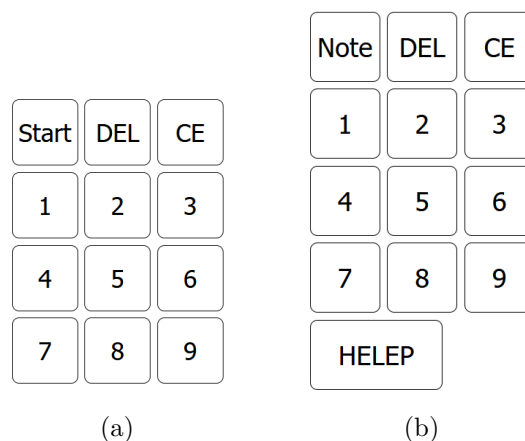 Start DEL CE
1 2 3
4 5 6
7 8 9
(a)
Note DEL CE
1 2 3
4 5 6
7 8 9
HELEP
(b)